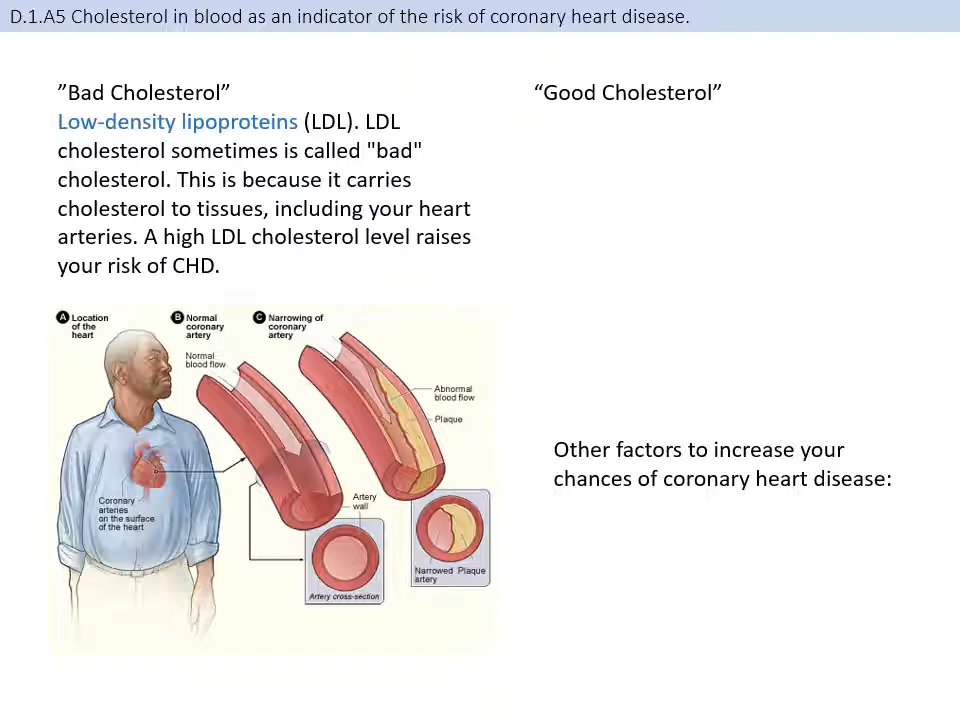 D.1.A5 Cholesterol in blood as an indicator of the risk of coronary heart disease.
”Bad Cholesterol”
Low-density lipoproteins (LDL). LDL
cholesterol sometimes is called "bad"
cholesterol. This is because it carries
cholesterol to tissues, including your heart
arteries. A high LDL cholesterol level raises
your risk of CHD.
“Good Cholesterol”
A Location
of the
heart
B Normal
coronary
artery
C Narrowing of
coronary
artery
Normal
blood flow
Abnormal
blood flow
Plaque
Coronary
arteries
on the surface
of the heart
Artery
wall
Narrowed Plaque
artery
Artery cross-section
Other factors to increase your
chances of coronary heart disease: